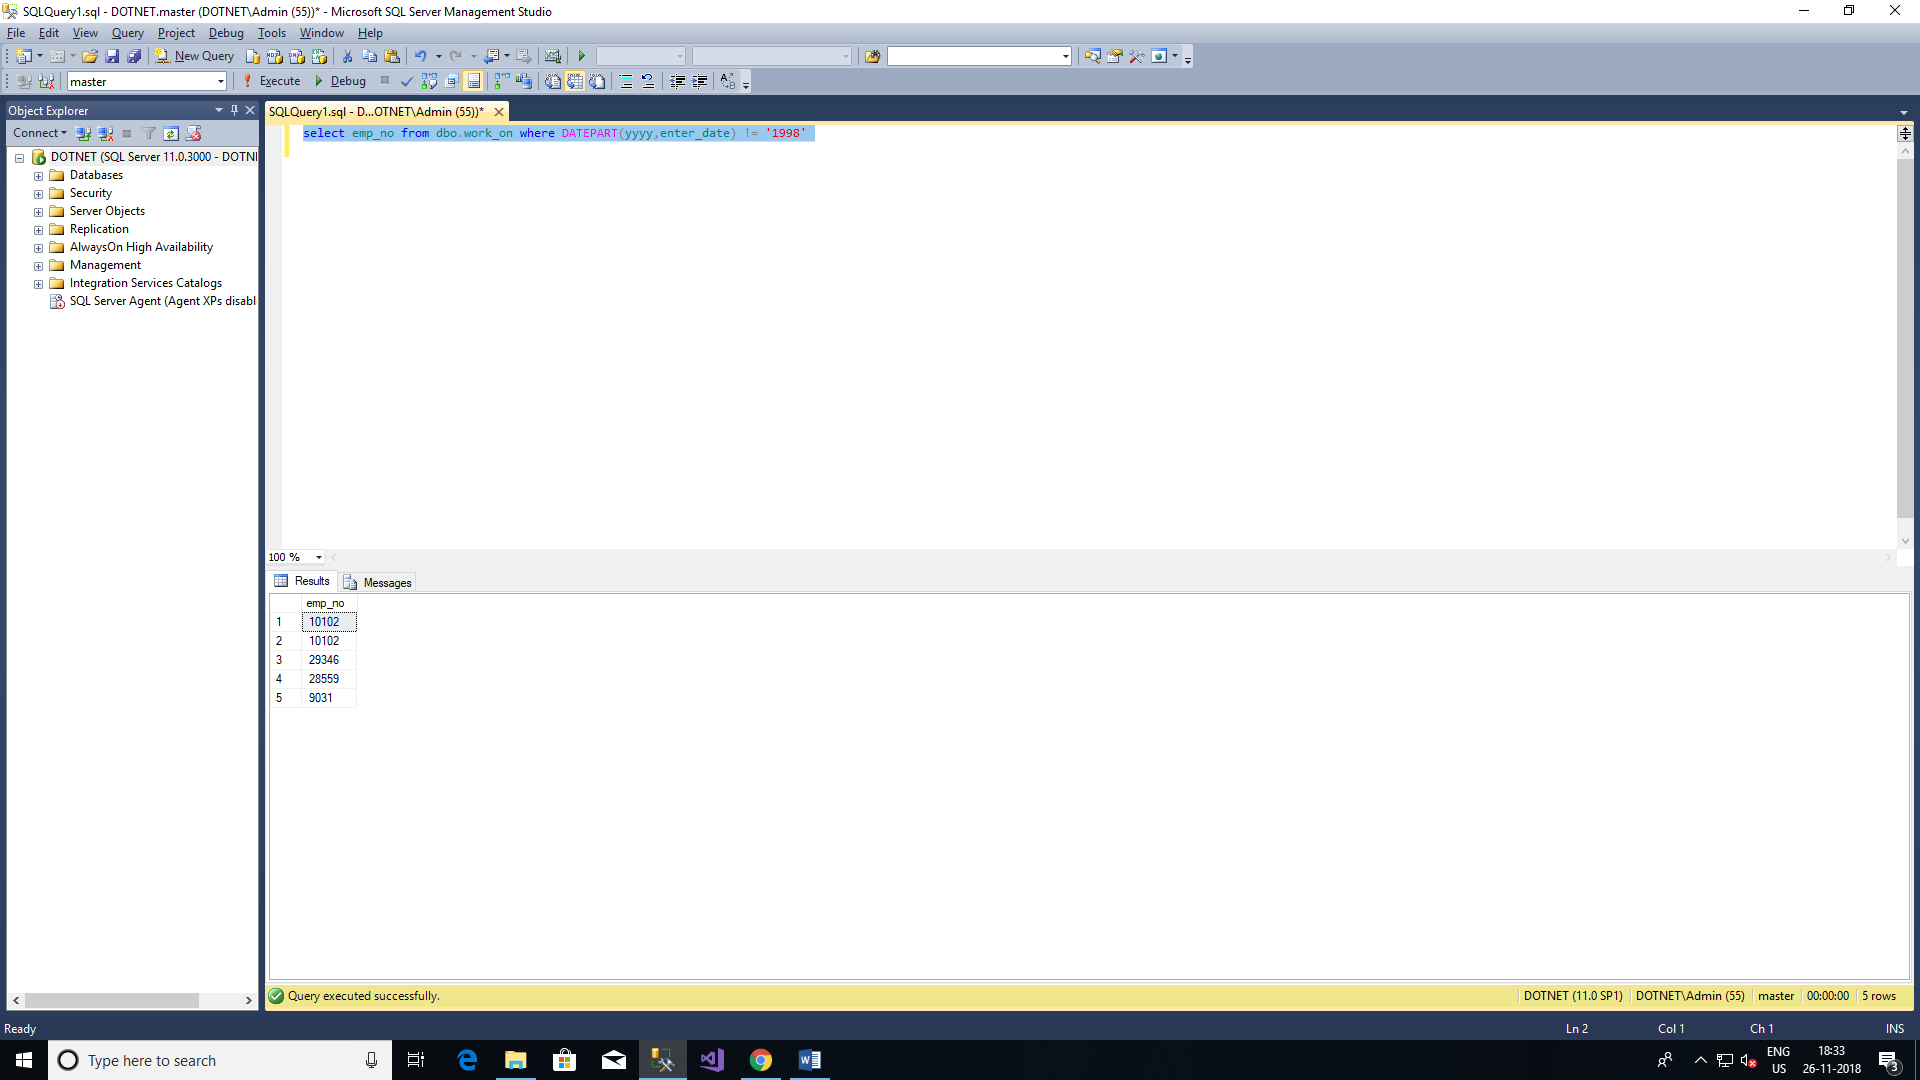 SQLQuery1.sql - DOTNET.master (DOTNET\Admin (55))* - Microsoft SQL Server Management Studio
File Edit View Query Project Debug Tools Window Help
New Query
master Execute Debug
Object Explorer
SQLQuery1.sql - D...OTNET\Admin (55))*
Connect
select emp_no from dbo.work_on where DATEPART(yyyy,enter_date) != '1998'
DOTNET (SQL Server 11.0.3000 - DOTNI
Databases
Security
Server Objects
Replication
AlwaysOn High Availability
Management
Integration Services Catalogs
SQL Server Agent (Agent XPs disabl
100 %
Results Messages
emp_no
1 10102
2 10102
3 29346
4 28559
5 9031
Query executed successfully.
DOTNET (11.0 SP1) DOTNET\Admin (55) master 00:00:00 5 rows
Ready Ln 2 Col 1 Ch 1 INS
Type here to search
ENG
US
18:33
26-11-2018
3